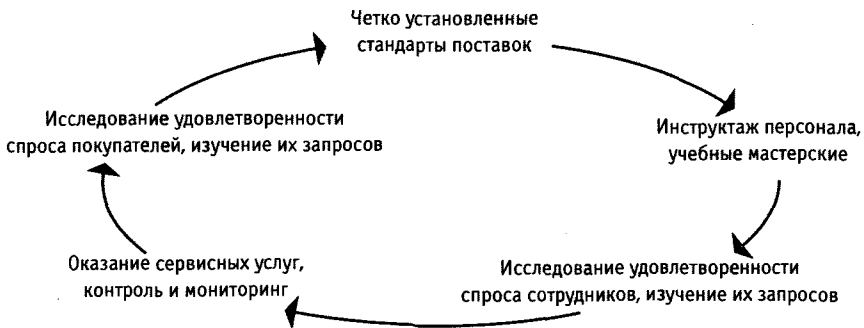 Четко установленные
стандарты поставок
Инструктаж персонала,
учебные мастерские
Исследование удовлетворенности
спроса сотрудников, изучение их запросов
Оказание сервисных услуг,
контроль и мониторинг
Исследование удовлетворенности
спроса покупателей, изучение их запросов